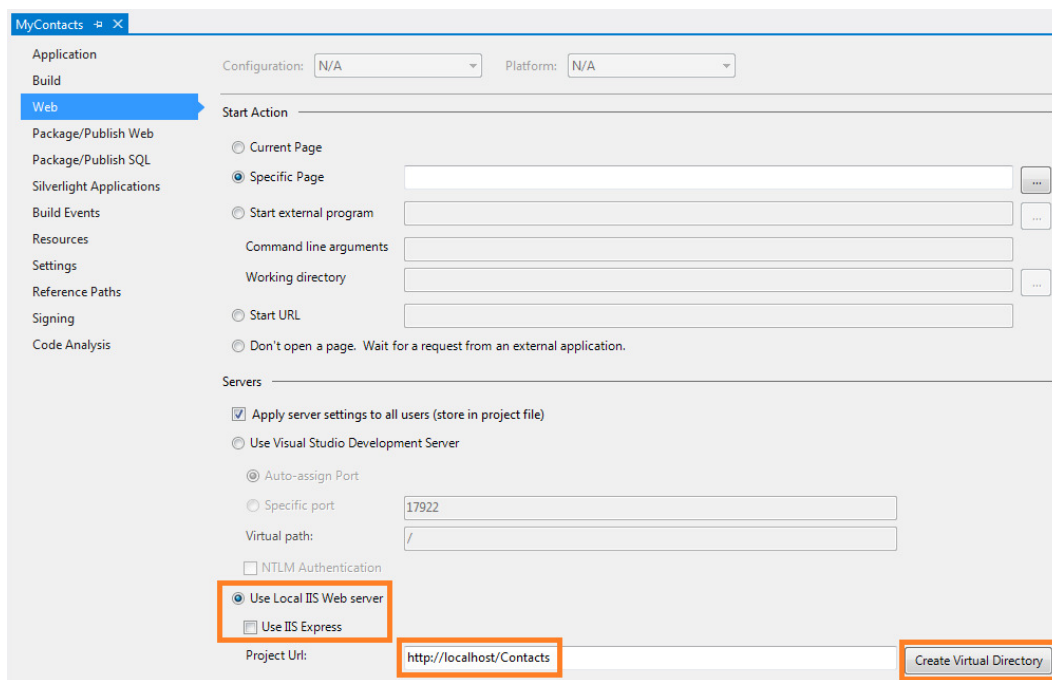 MyContacts
Application
Build
Web
Package/Publish Web
Package/Publish SQL
Silverlight Applications
Build Events
Resources
Settings
Reference Paths
Signing
Code Analysis
Configuration: N/A Platform: N/A
Start Action
Current Page
Specific Page ...
Start external program ...
Command line arguments
Working directory ...
Start URL
Don't open a page. Wait for a request from an external application.
Servers
Apply server settings to all users (store in project file)
Use Visual Studio Development Server
Auto-assign Port
Specific port 17922
Virtual path: /
NTLM Authentication
Use Local IIS Web server
Use IIS Express
Project Url: http://localhost/Contacts Create Virtual Directory